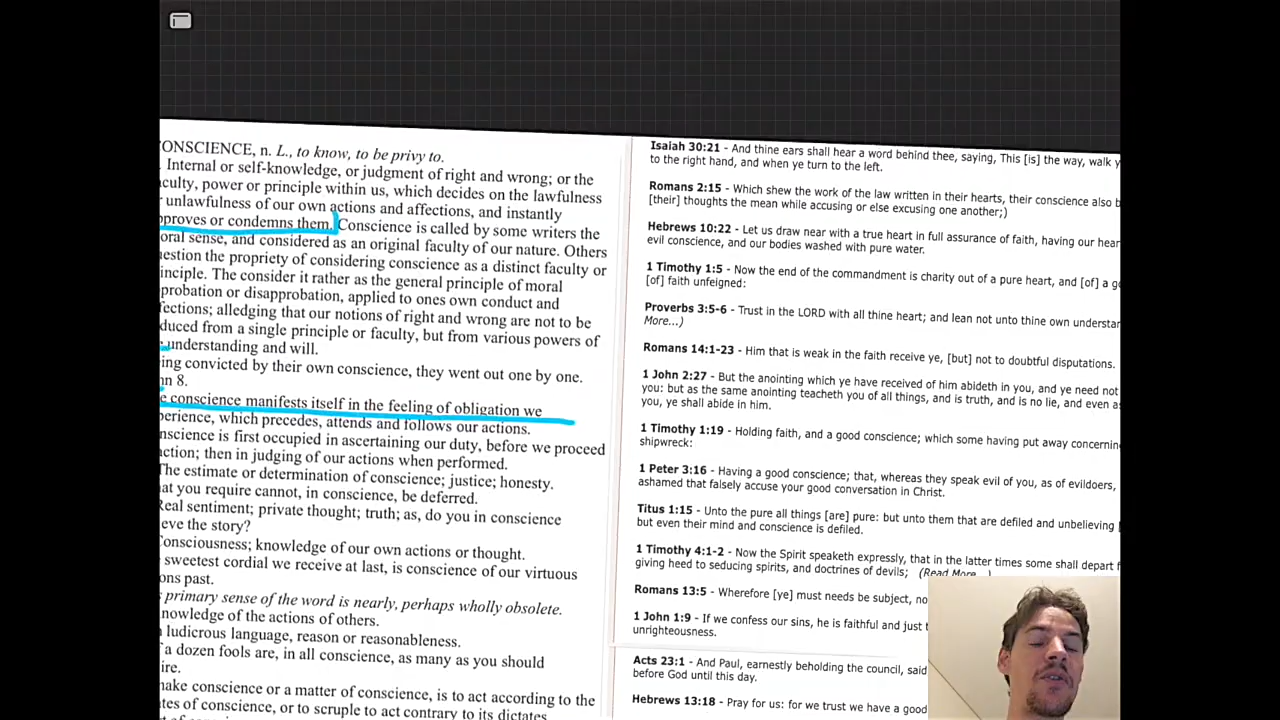 ONSCIENCE, n. L., to know, to be privy to.
. Internal or self-knowledge, or judgment of right and wrong; or the
culty, power or principle within us, which decides on the lawfulness
unlawfulness of our own actions and affections, and instantly
pproves or condemns them. Conscience is called by some writers the
oral sense, and considered as an original faculty of our nature. Others
estion the propriety of considering conscience as a distinct faculty or
inciple. The consider it rather as the general principle of moral
probation or disapprobation, applied to ones own conduct and
fections; alledging that our notions of right and wrong are not to be
duced from a single principle or faculty, but from various powers of
understanding and will.
ing convicted by their own conscience, they went out one by one.
hn 8.
e conscience manifests itself in the feeling of obligation we
perience, which precedes, attends and follows our actions.
nscience is first occupied in ascertaining our duty, before we proceed
action; then in judging of our actions when performed.
The estimate or determination of conscience; justice; honesty.
at you require cannot, in conscience, be deferred.
Real sentiment; private thought; truth; as, do you in conscience
eve the story?
Consciousness; knowledge of our own actions or thought.
sweetest cordial we receive at last, is conscience of our virtuous
ons past.
s primary sense of the word is nearly, perhaps wholly obsolete.
nowledge of the actions of others.
n ludicrous language, reason or reasonableness.
f a dozen fools are, in all conscience, as many as you should
ire.
make conscience or a matter of conscience, is to act according to the
tes of conscience, or to scruple to act contrary to its dictates
Isaiah 30:21 - And thine ears shall hear a word behind thee, saying, This [is] the way, walk y
to the right hand, and when ye turn to the left.
Romans 2:15 - Which shew the work of the law written in their hearts, their conscience also b
[their] thoughts the mean while accusing or else excusing one another;)
Hebrews 10:22 - Let us draw near with a true heart in full assurance of faith, having our hear
evil conscience, and our bodies washed with pure water.
1 Timothy 1:5 - Now the end of the commandment is charity out of a pure heart, and [of] a go
[of] faith unfeigned:
Proverbs 3:5-6 - Trust in the LORD with all thine heart; and lean not unto thine own understan
More...)
Romans 14:1-23 - Him that is weak in the faith receive ye, [but] not to doubtful disputations.
1 John 2:27 - But the anointing which ye have received of him abideth in you, and ye need not
you: but as the same anointing teacheth you of all things, and is truth, and is no lie, and even as
you, ye shall abide in him.
1 Timothy 1:19 - Holding faith, and a good conscience; which some having put away concernin
shipwreck:
1 Peter 3:16 - Having a good conscience; that, whereas they speak evil of you, as of evildoers,
ashamed that falsely accuse your good conversation in Christ.
Titus 1:15 - Unto the pure all things [are] pure: but unto them that are defiled and unbelieving [
but even their mind and conscience is defiled.
1 Timothy 4:1-2 - Now the Spirit speaketh expressly, that in the latter times some shall depart f
giving heed to seducing spirits, and doctrines of devils; (Read More...)
Romans 13:5 - Wherefore [ye] must needs be subject, no
1 John 1:9 - If we confess our sins, he is faithful and just t
unrighteousness.
Acts 23:1 - And Paul, earnestly beholding the council, said
before God until this day.
Hebrews 13:18 - Pray for us: for we trust we have a good